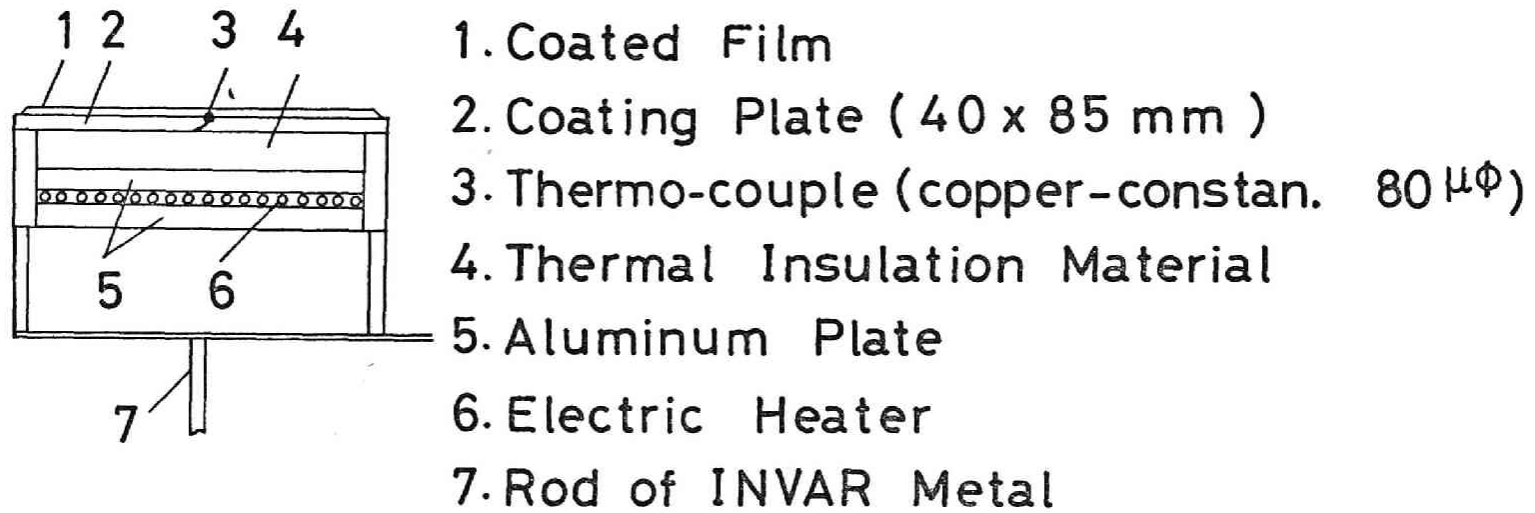 1 2 3 4
5 6
7
1. Coated Film
2. Coating Plate ( 40 x 85 mm )
3. Thermo-couple (copper-constan. 80 μΦ)
4. Thermal Insulation Material
5. Aluminum Plate
6. Electric Heater
7. Rod of INVAR Metal